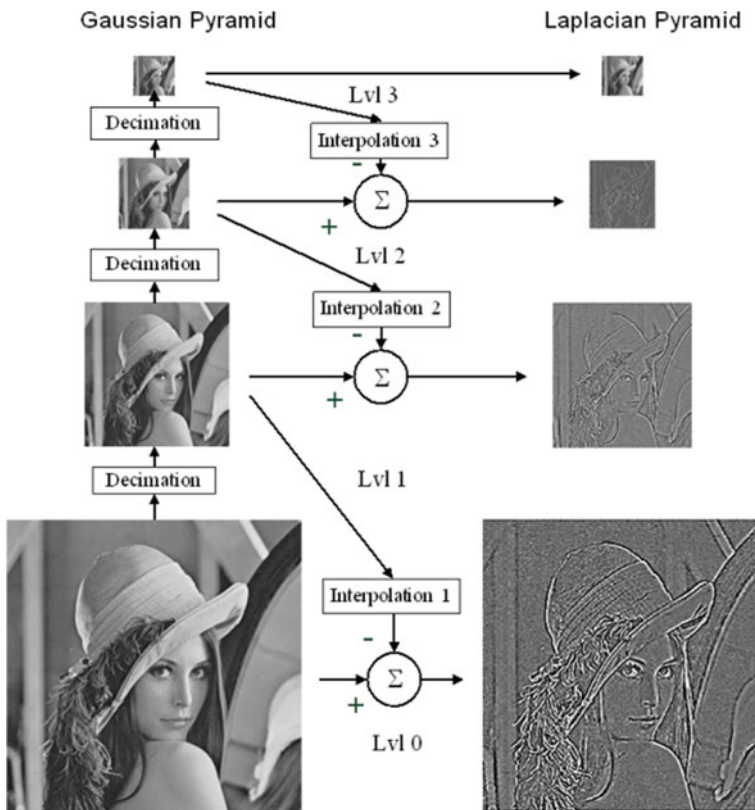 Gaussian Pyramid
Laplacian Pyramid
Lvl 3
Decimation
Interpolation 3
-
Σ
+
Lvl 2
Decimation
Interpolation 2
-
Σ
+
Decimation
Lvl 1
Interpolation 1
-
Σ
+
Lvl 0